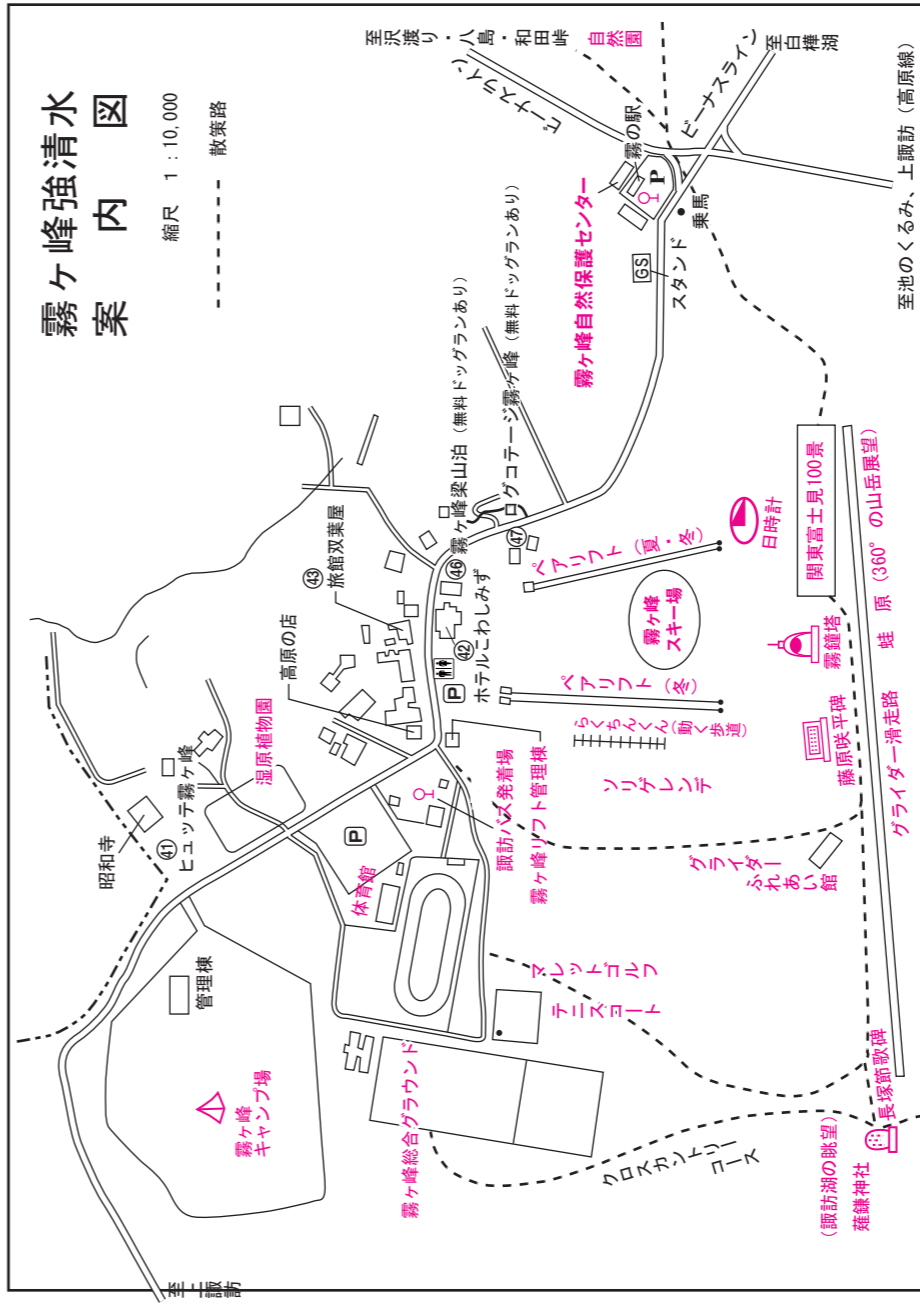 霧ヶ峰強清水
案内図
縮尺 1:10,000
散策路
至沢渡り・八島・和田峠
自然園
ビーナスライン
ビーナスライン
至白樺湖
霧の駅
P
霧ヶ峰自然保護センター
乗馬
GS
スタンド
至池のくるみ、上諏訪（高原線）
霧ヶ峰梁山泊（無料ドッグランあり）
㊻
ログコテージ霧ヶ峰（無料ドッグランあり）
㊼
㊸
旅館双葉屋
高原の店
㊷
ホテルこわしみず
P
ペアリフト（夏・冬）
霧ヶ峰
スキー場
ペアリフト（冬）
らくちんくん（動く歩道）
ソリゲレンデ
日時計
関東富士見100景
霧鐘塔
藤原咲平碑
蛙原（360°の山岳展望）
グライダー滑走路
グライダー
ふれあい館
湿原植物園
昭和寺
㊶
ヒュッテ霧ヶ峰
P
体育館
諏訪バス発着場
霧ヶ峰リフト管理棟
管理棟
霧ヶ峰
キャンプ場
霧ヶ峰総合グラウンド
マレットゴルフ
テニスコート
クロスカントリー
コース
長塚節歌碑
（諏訪湖の眺望）
薙鎌神社
至上諏訪